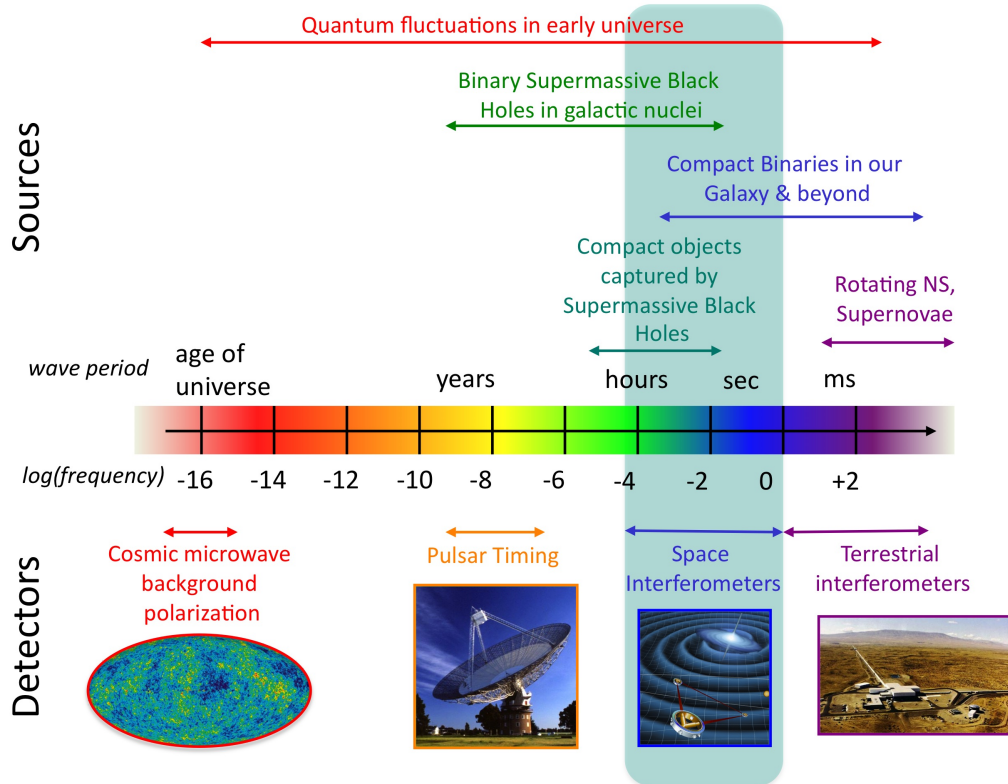 Sources
Quantum fluctuations in early universe
Binary Supermassive Black
Holes in galactic nuclei
Compact Binaries in our
Galaxy & beyond
Compact objects
captured by
Supermassive Black
Holes
Rotating NS,
Supernovae
wave period
age of
universe
years
hours
sec
ms
log(frequency)
-16
-14
-12
-10
-8
-6
-4
-2
0
+2
Detectors
Cosmic microwave
background
polarization
Pulsar Timing
Space
Interferometers
Terrestrial
interferometers